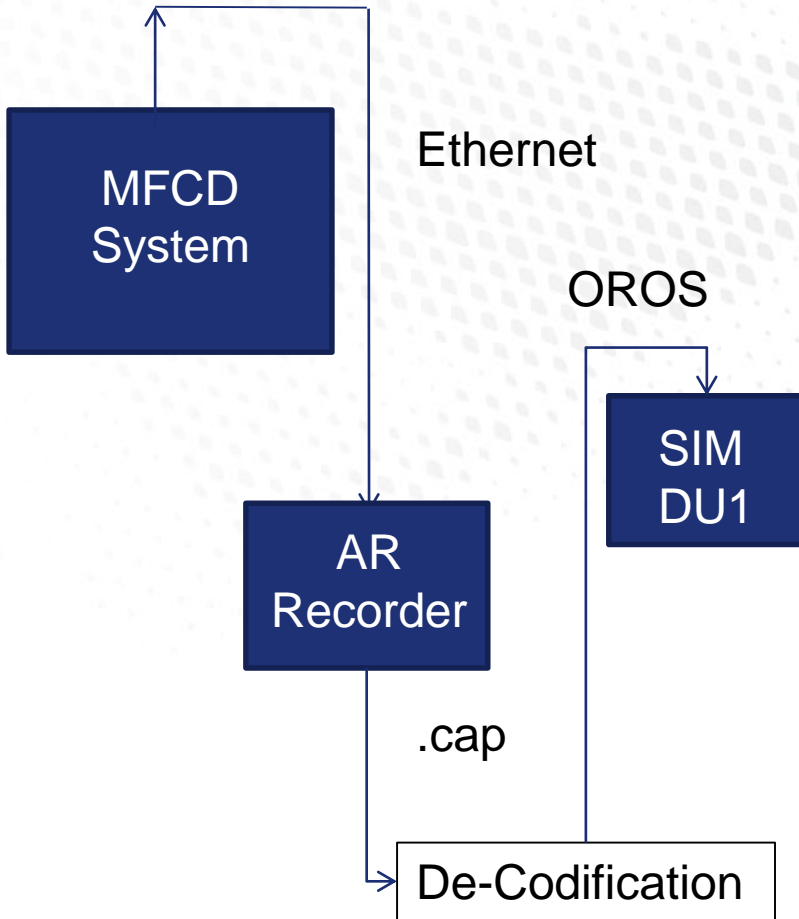 MFCD
System
Ethernet
OROS
SIM
DU1
AR
Recorder
.cap
De-Codification